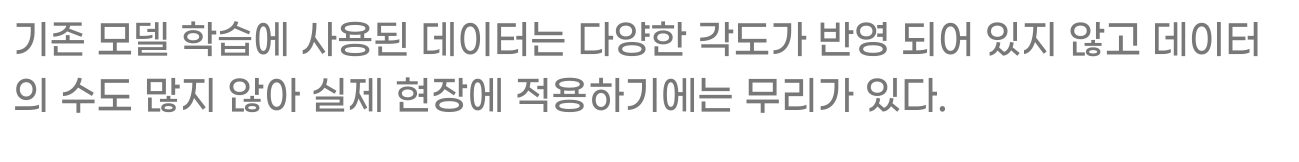 기존 모델 학습에 사용된 데이터는 다양한 각도가 반영 되어 있지 않고 데이터
의 수도 많지 않아 실제 현장에 적용하기에는 무리가 있다.